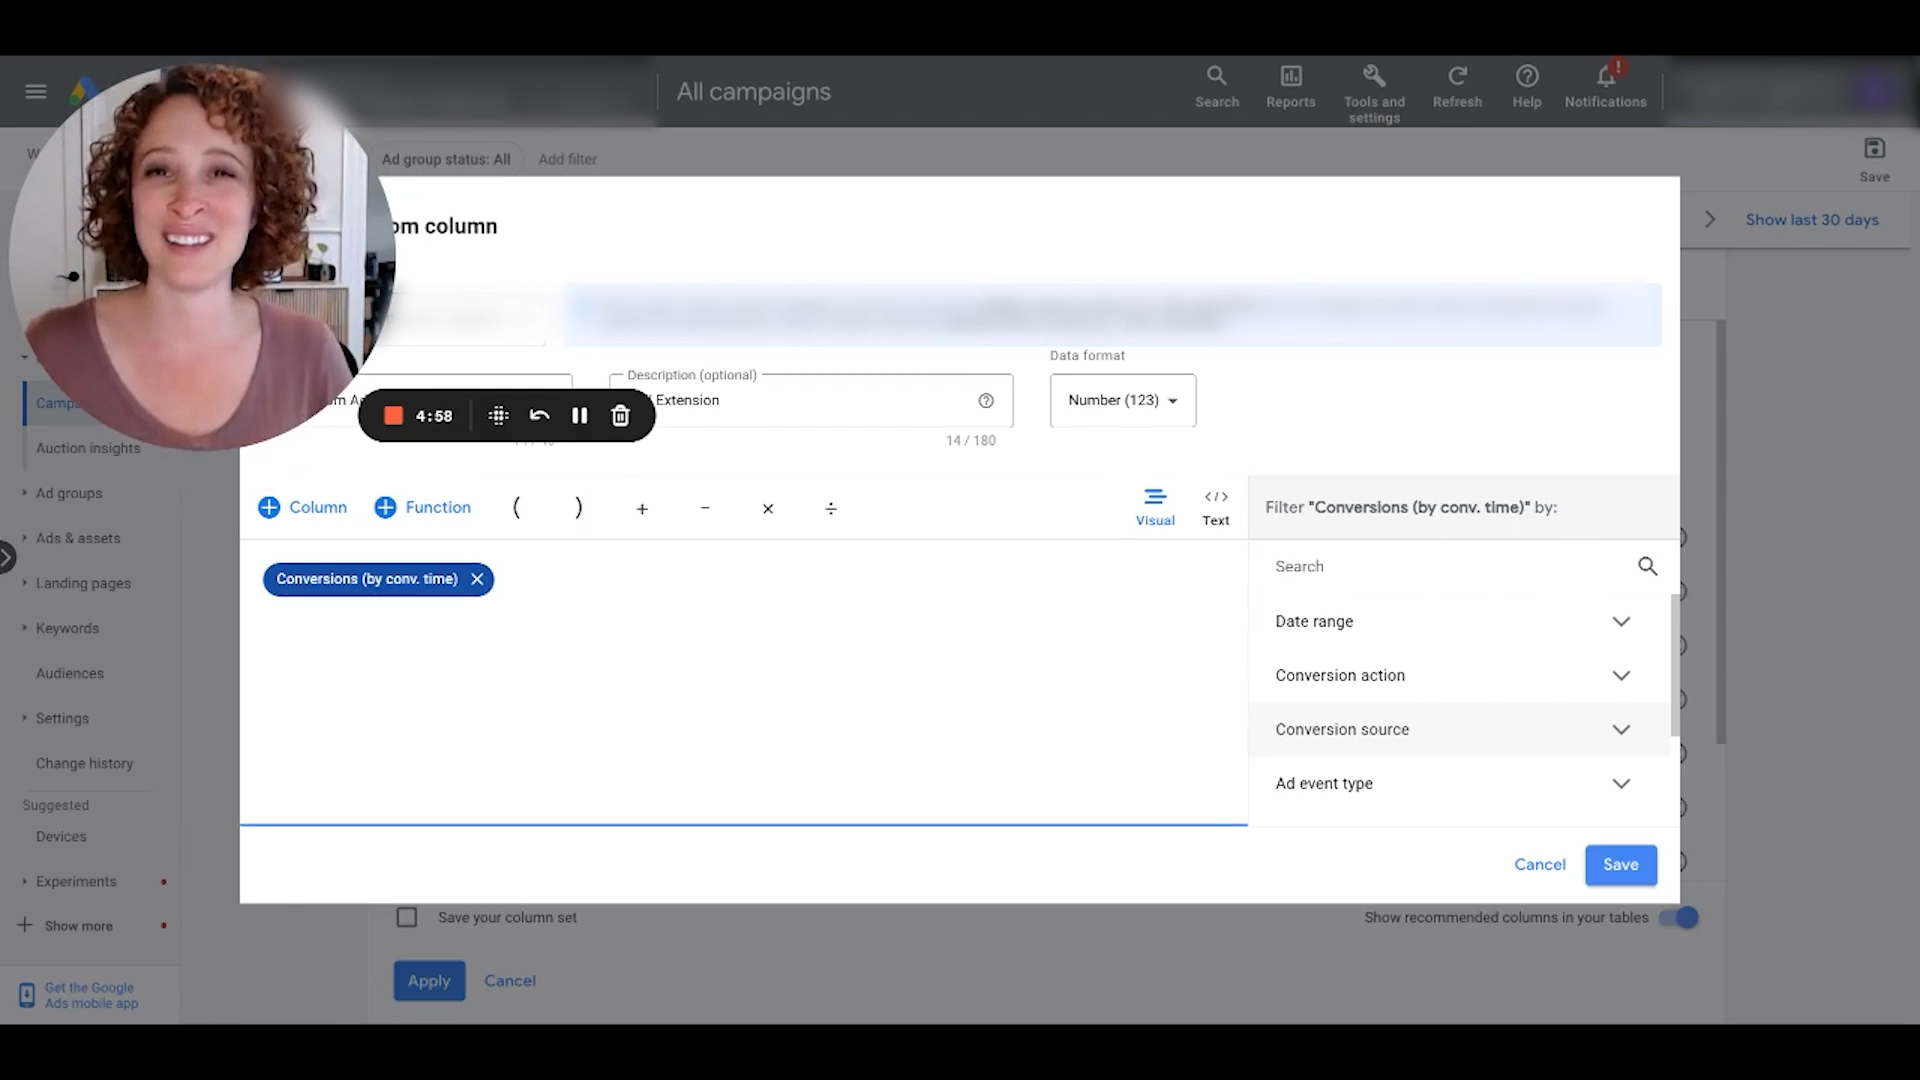 All campaigns
Search
Reports
Tools and
settings
Refresh
Help
Notifications
!
W
Ad group status: All
Add filter
Save
om column
Show last 30 days
Data format
Description (optional)
Extension
Number (123)
4:58
14 / 180
Campa
Auction insights
Ad groups
Ads & assets
Landing pages
Keywords
Audiences
Settings
Change history
Suggested
Devices
Experiments
Show more
Get the Google
Ads mobile app
Column
Function
(
)
+
−
×
÷
Visual
</>
Text
Filter "Conversions (by conv. time)" by:
Conversions (by conv. time)
Search
Date range
Conversion action
Conversion source
Ad event type
Cancel
Save
Save your column set
Show recommended columns in your tables
Apply
Cancel